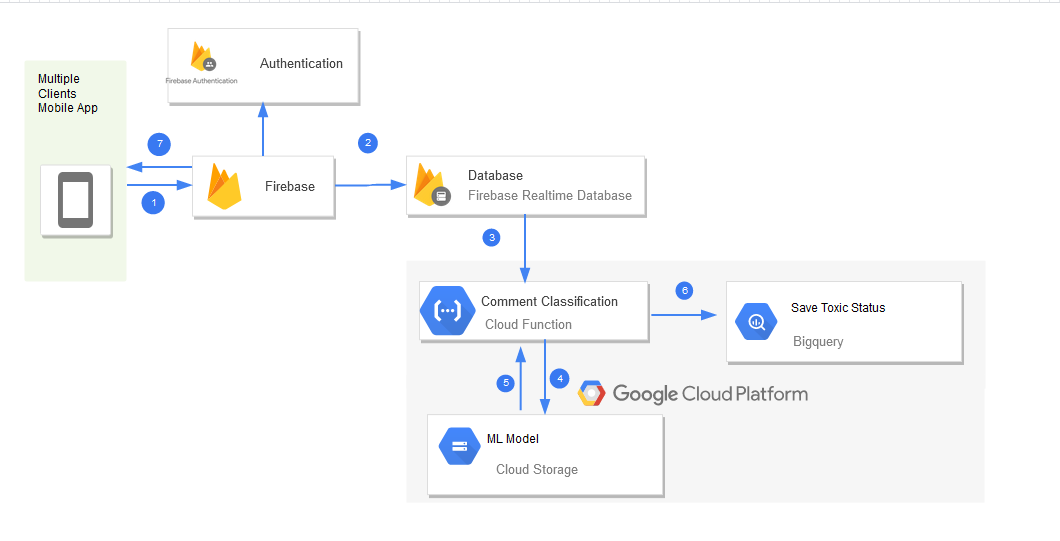 Multiple
Clients
Mobile App
Firebase Authentication
Authentication
7
1
Firebase
2
Database
Firebase Realtime Database
3
Comment Classification
Cloud Function
6
Save Toxic Status
Bigquery
5
4
Google Cloud Platform
ML Model
Cloud Storage